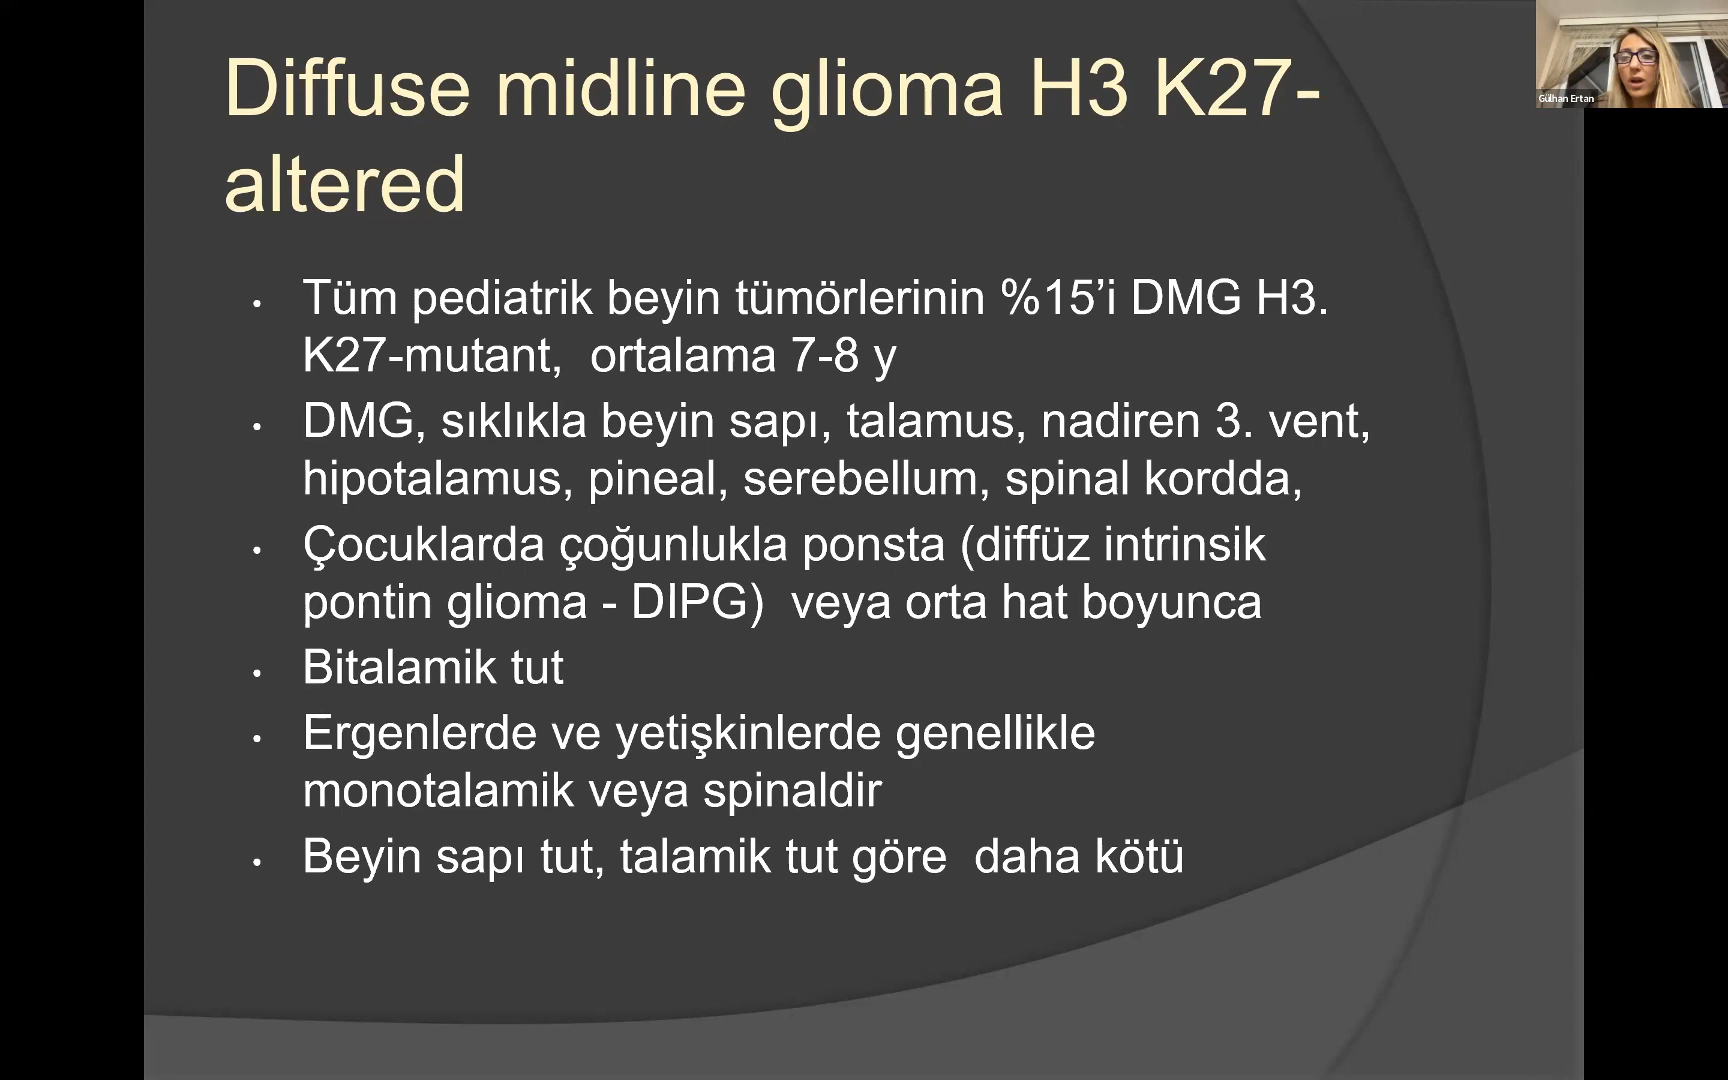 Diffuse midline glioma H3 K27-
altered
• Tüm pediatrik beyin tümörlerinin %15’i DMG H3.
K27-mutant,  ortalama 7-8 y
• DMG, sıklıkla beyin sapı, talamus, nadiren 3. vent,
hipotalamus, pineal, serebellum, spinal kordda,
• Çocuklarda çoğunlukla ponsta (diffüz intrinsik
pontin glioma - DIPG)  veya orta hat boyunca
• Bitalamik tut
• Ergenlerde ve yetişkinlerde genellikle
monotalamik veya spinaldir
• Beyin sapı tut, talamik tut göre  daha kötü
Gülhan Ertan